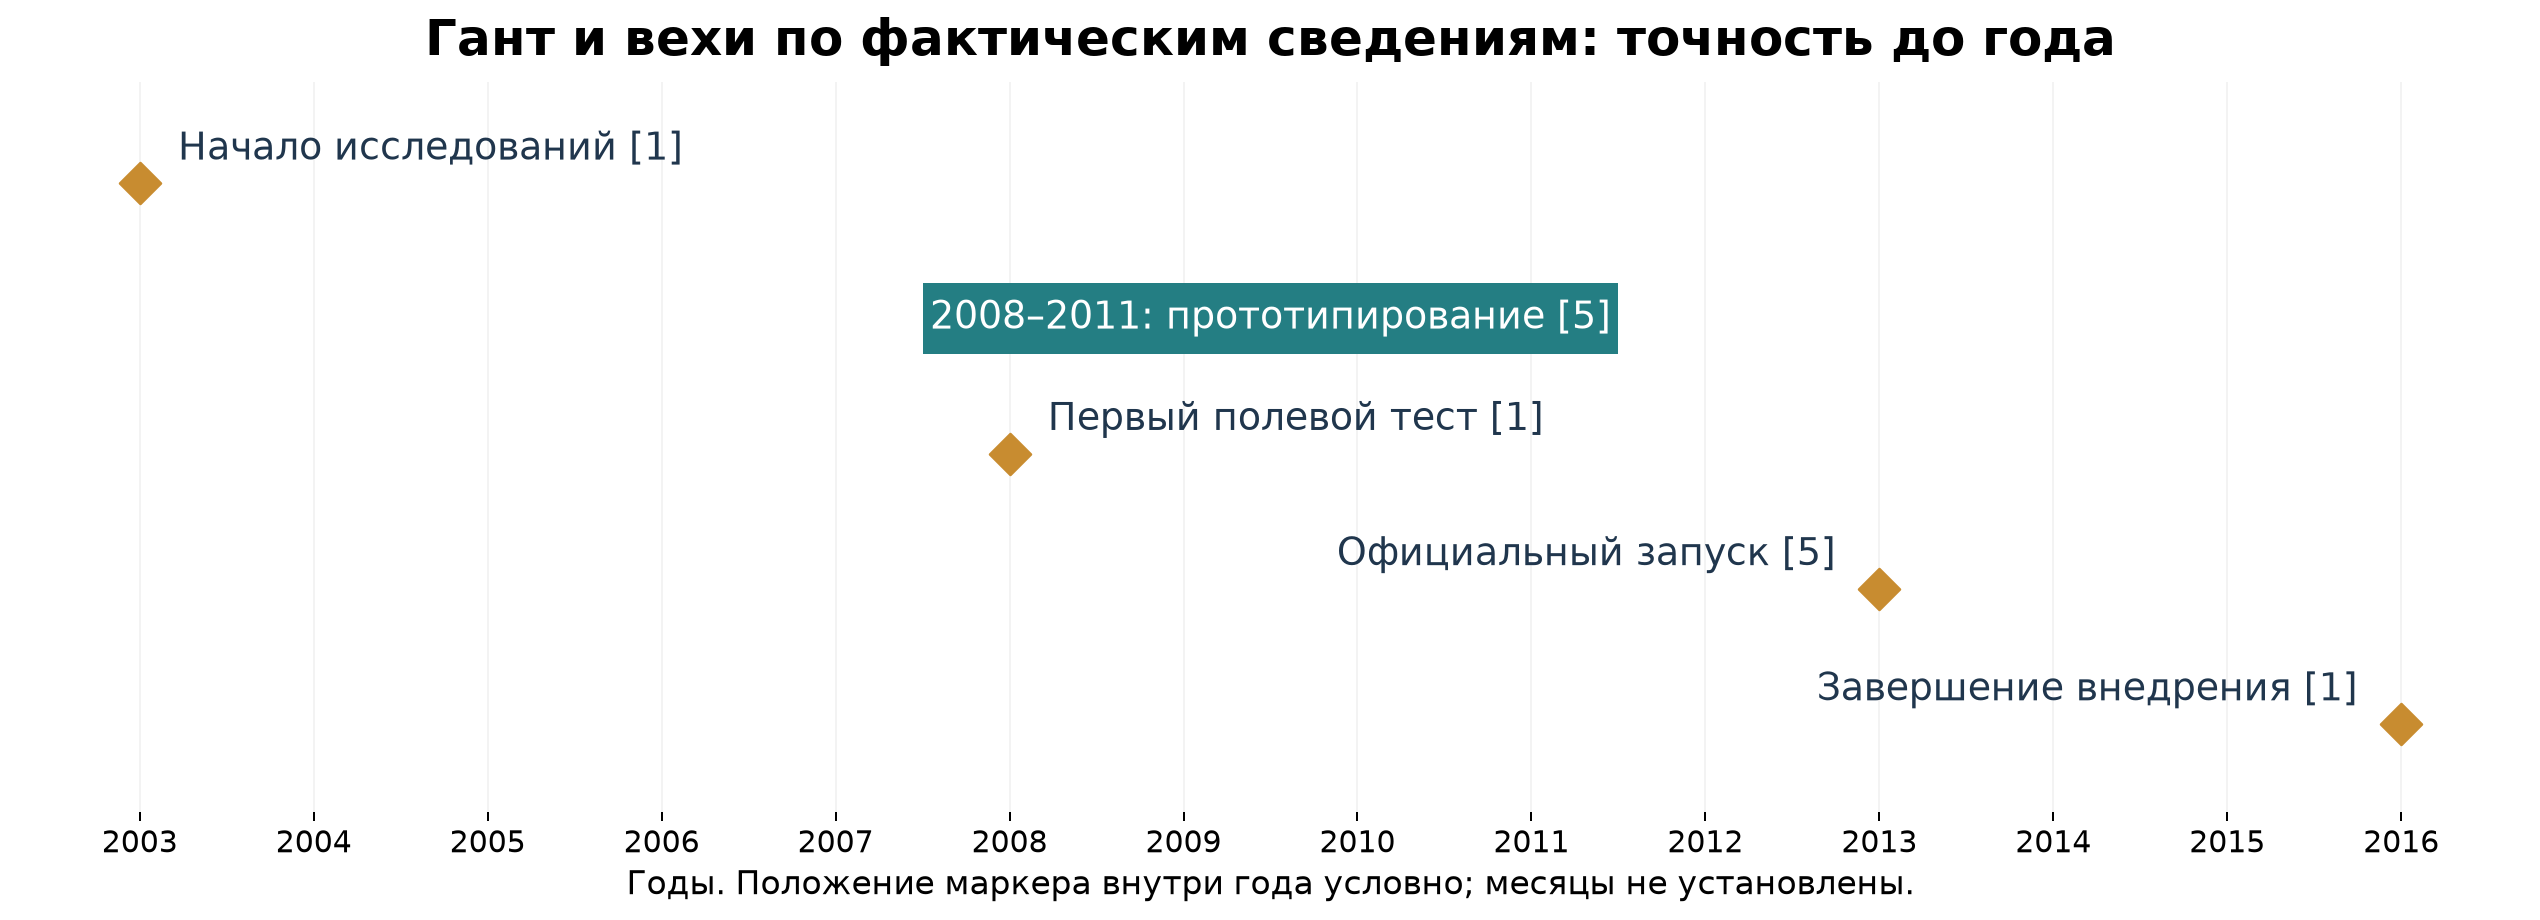 Гант и вехи по фактическим сведениям: точность до года
Начало исследований [1]
2008–2011: прототипирование [5]
Первый полевой тест [1]
Официальный запуск [5]
Завершение внедрения [1]
2003 2004 2005 2006 2007 2008 2009 2010 2011 2012 2013 2014 2015 2016
Годы. Положение маркера внутри года условно; месяцы не установлены.